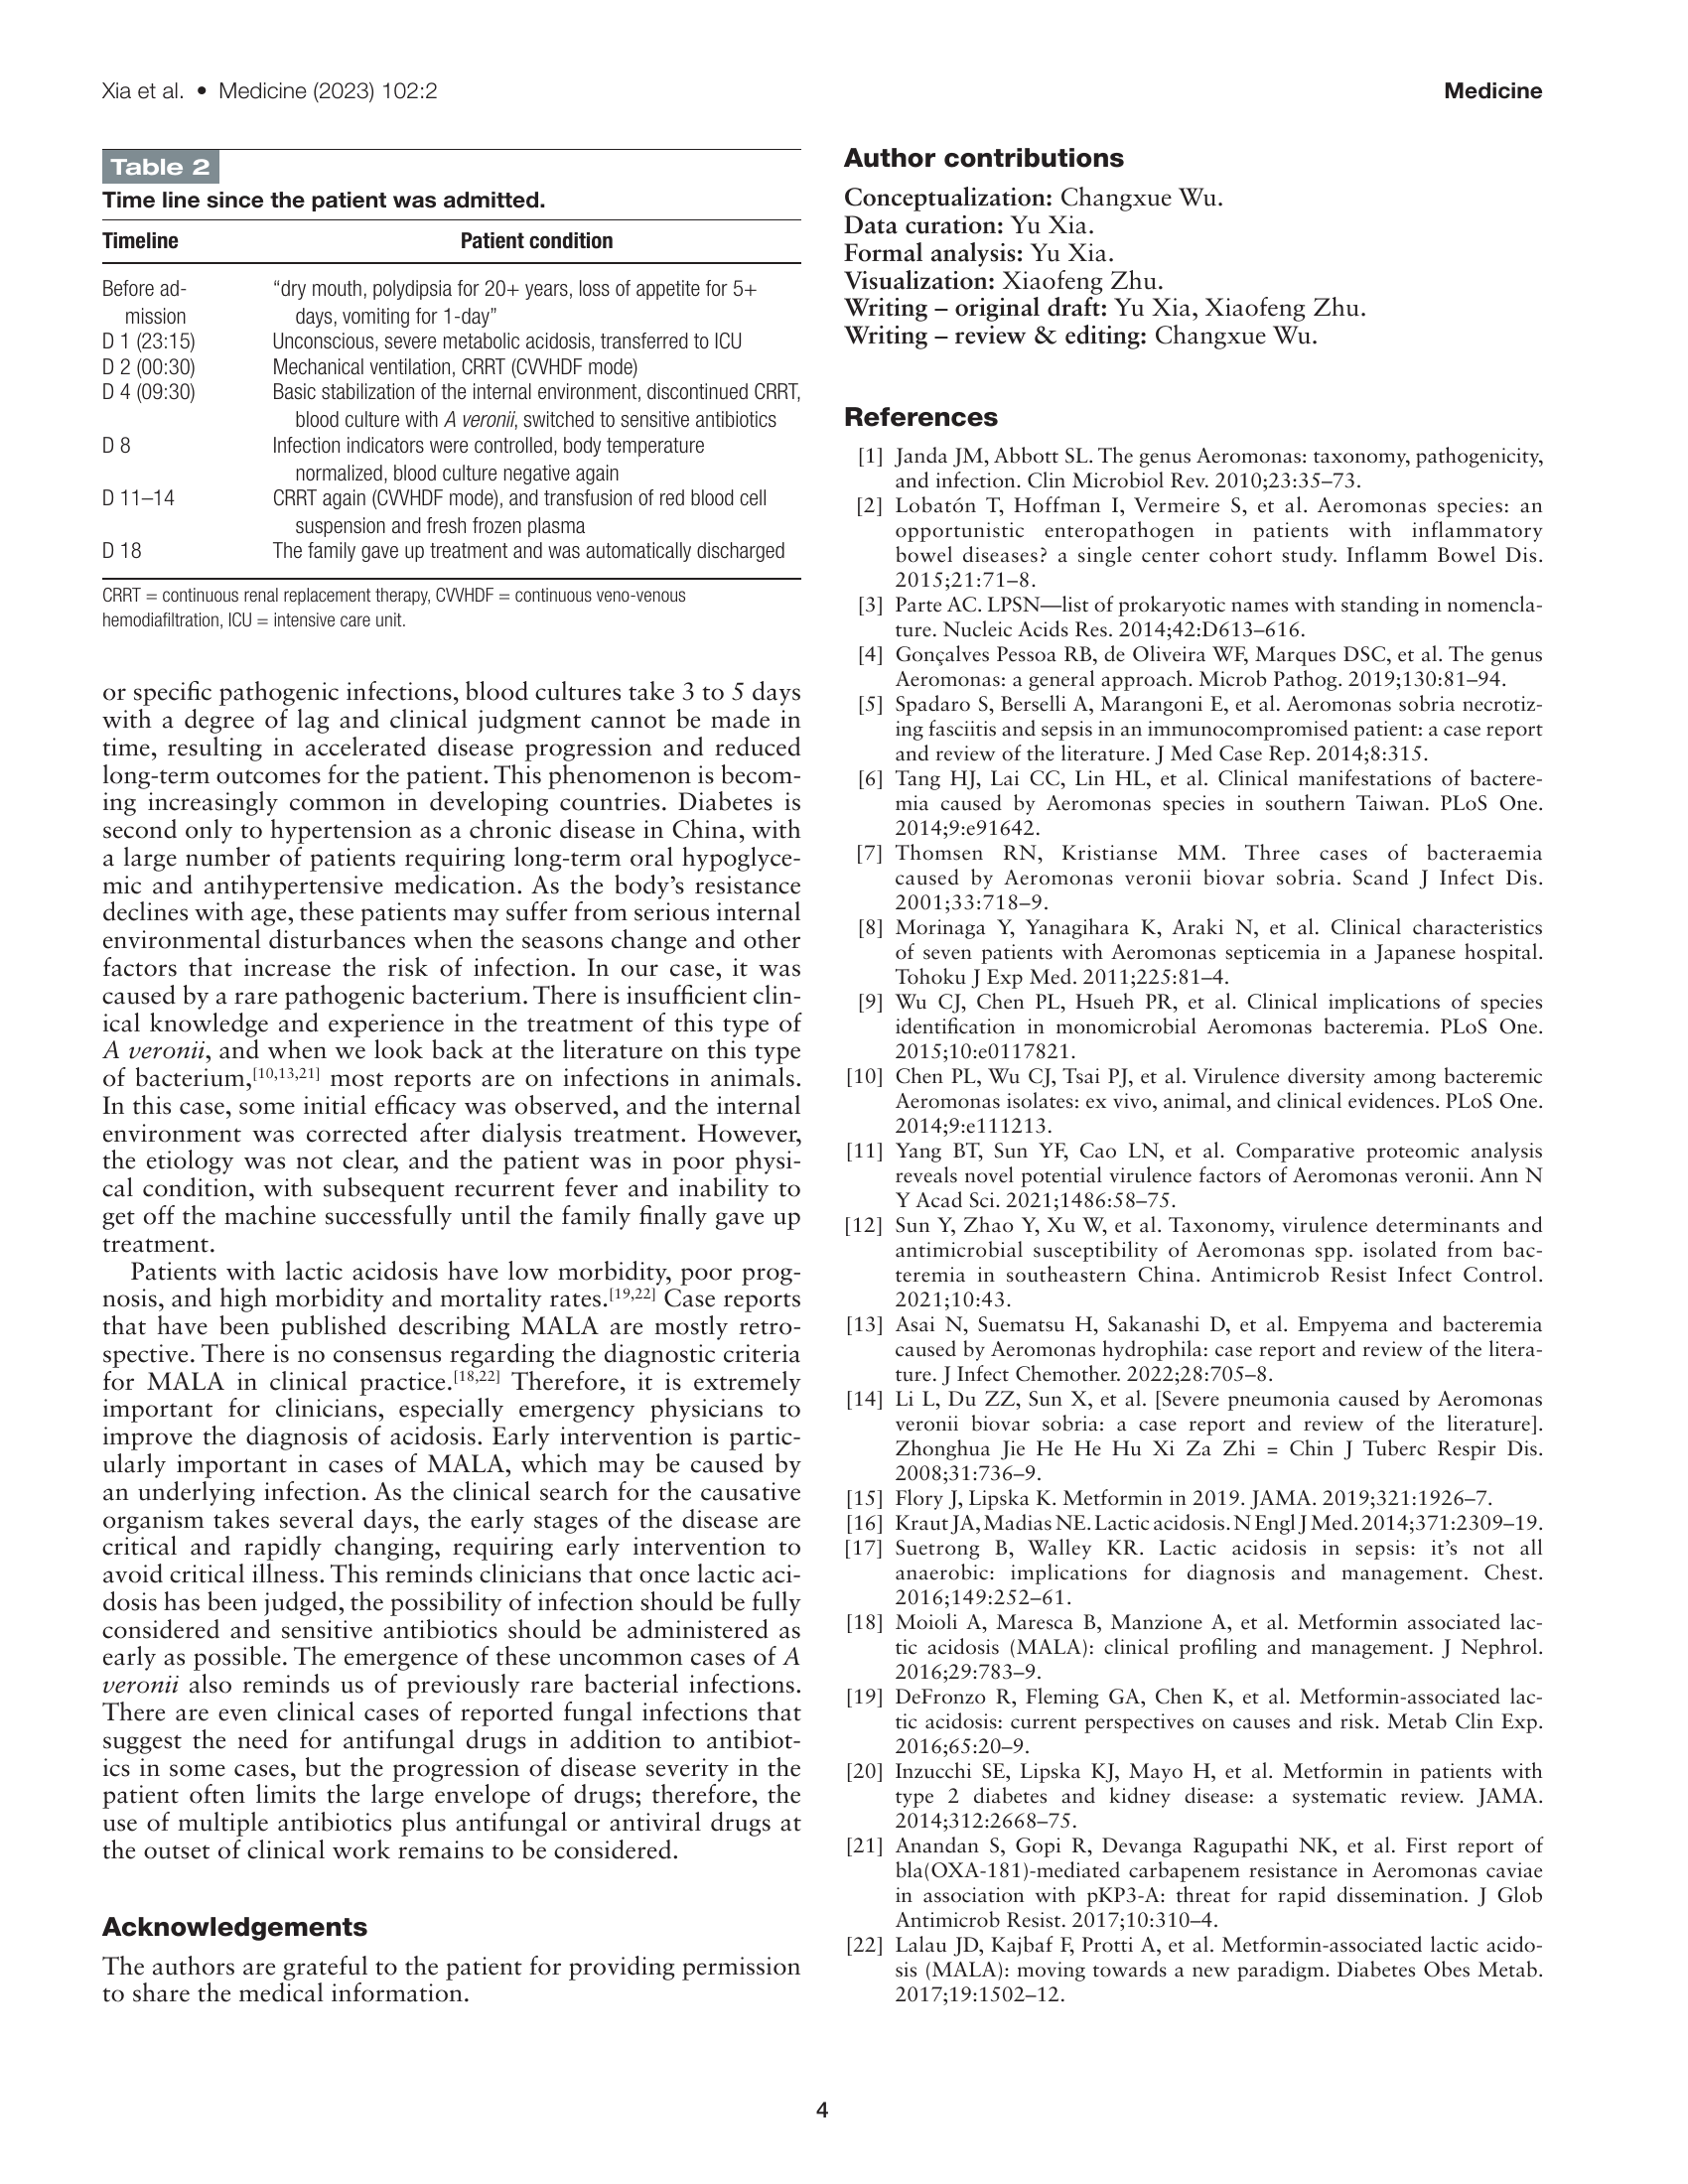 Xia et al. • Medicine (2023) 102:2
Medicine
Table 2
Time line since the patient was admitted.
Timeline Patient condition
Before ad- “dry mouth, polydipsia for 20+ years, loss of appetite for 5+
mission days, vomiting for 1-day”
D 1 (23:15) Unconscious, severe metabolic acidosis, transferred to ICU
D 2 (00:30) Mechanical ventilation, CRRT (CVVHDF mode)
D 4 (09:30) Basic stabilization of the internal environment, discontinued CRRT,
blood culture with A veronii, switched to sensitive antibiotics
D 8 Infection indicators were controlled, body temperature
normalized, blood culture negative again
D 11–14 CRRT again (CVVHDF mode), and transfusion of red blood cell
suspension and fresh frozen plasma
D 18 The family gave up treatment and was automatically discharged
CRRT = continuous renal replacement therapy, CVVHDF = continuous veno-venous
hemodiafiltration, ICU = intensive care unit.
or specific pathogenic infections, blood cultures take 3 to 5 days
with a degree of lag and clinical judgment cannot be made in
time, resulting in accelerated disease progression and reduced
long-term outcomes for the patient. This phenomenon is becom-
ing increasingly common in developing countries. Diabetes is
second only to hypertension as a chronic disease in China, with
a large number of patients requiring long-term oral hypoglyce-
mic and antihypertensive medication. As the body’s resistance
declines with age, these patients may suffer from serious internal
environmental disturbances when the seasons change and other
factors that increase the risk of infection. In our case, it was
caused by a rare pathogenic bacterium. There is insufficient clin-
ical knowledge and experience in the treatment of this type of
A veronii, and when we look back at the literature on this type
of bacterium,[10,13,21] most reports are on infections in animals.
In this case, some initial efficacy was observed, and the internal
environment was corrected after dialysis treatment. However,
the etiology was not clear, and the patient was in poor physi-
cal condition, with subsequent recurrent fever and inability to
get off the machine successfully until the family finally gave up
treatment.
Patients with lactic acidosis have low morbidity, poor prog-
nosis, and high morbidity and mortality rates.[19,22] Case reports
that have been published describing MALA are mostly retro-
spective. There is no consensus regarding the diagnostic criteria
for MALA in clinical practice.[18,22] Therefore, it is extremely
important for clinicians, especially emergency physicians to
improve the diagnosis of acidosis. Early intervention is partic-
ularly important in cases of MALA, which may be caused by
an underlying infection. As the clinical search for the causative
organism takes several days, the early stages of the disease are
critical and rapidly changing, requiring early intervention to
avoid critical illness. This reminds clinicians that once lactic aci-
dosis has been judged, the possibility of infection should be fully
considered and sensitive antibiotics should be administered as
early as possible. The emergence of these uncommon cases of A
veronii also reminds us of previously rare bacterial infections.
There are even clinical cases of reported fungal infections that
suggest the need for antifungal drugs in addition to antibiot-
ics in some cases, but the progression of disease severity in the
patient often limits the large envelope of drugs; therefore, the
use of multiple antibiotics plus antifungal or antiviral drugs at
the outset of clinical work remains to be considered.
Acknowledgements
The authors are grateful to the patient for providing permission
to share the medical information.
Author contributions
Conceptualization: Changxue Wu.
Data curation: Yu Xia.
Formal analysis: Yu Xia.
Visualization: Xiaofeng Zhu.
Writing – original draft: Yu Xia, Xiaofeng Zhu.
Writing – review & editing: Changxue Wu.
References
[1] Janda JM, Abbott SL. The genus Aeromonas: taxonomy, pathogenicity,
and infection. Clin Microbiol Rev. 2010;23:35–73.
[2] Lobatón T, Hoffman I, Vermeire S, et al. Aeromonas species: an
opportunistic enteropathogen in patients with inflammatory
bowel diseases? a single center cohort study. Inflamm Bowel Dis.
2015;21:71–8.
[3] Parte AC. LPSN—list of prokaryotic names with standing in nomencla-
ture. Nucleic Acids Res. 2014;42:D613–616.
[4] Gonçalves Pessoa RB, de Oliveira WF, Marques DSC, et al. The genus
Aeromonas: a general approach. Microb Pathog. 2019;130:81–94.
[5] Spadaro S, Berselli A, Marangoni E, et al. Aeromonas sobria necrotiz-
ing fasciitis and sepsis in an immunocompromised patient: a case report
and review of the literature. J Med Case Rep. 2014;8:315.
[6] Tang HJ, Lai CC, Lin HL, et al. Clinical manifestations of bactere-
mia caused by Aeromonas species in southern Taiwan. PLoS One.
2014;9:e91642.
[7] Thomsen RN, Kristianse MM. Three cases of bacteraemia
caused by Aeromonas veronii biovar sobria. Scand J Infect Dis.
2001;33:718–9.
[8] Morinaga Y, Yanagihara K, Araki N, et al. Clinical characteristics
of seven patients with Aeromonas septicemia in a Japanese hospital.
Tohoku J Exp Med. 2011;225:81–4.
[9] Wu CJ, Chen PL, Hsueh PR, et al. Clinical implications of species
identification in monomicrobial Aeromonas bacteremia. PLoS One.
2015;10:e0117821.
[10] Chen PL, Wu CJ, Tsai PJ, et al. Virulence diversity among bacteremic
Aeromonas isolates: ex vivo, animal, and clinical evidences. PLoS One.
2014;9:e111213.
[11] Yang BT, Sun YF, Cao LN, et al. Comparative proteomic analysis
reveals novel potential virulence factors of Aeromonas veronii. Ann N
Y Acad Sci. 2021;1486:58–75.
[12] Sun Y, Zhao Y, Xu W, et al. Taxonomy, virulence determinants and
antimicrobial susceptibility of Aeromonas spp. isolated from bac-
teremia in southeastern China. Antimicrob Resist Infect Control.
2021;10:43.
[13] Asai N, Suematsu H, Sakanashi D, et al. Empyema and bacteremia
caused by Aeromonas hydrophila: case report and review of the litera-
ture. J Infect Chemother. 2022;28:705–8.
[14] Li L, Du ZZ, Sun X, et al. [Severe pneumonia caused by Aeromonas
veronii biovar sobria: a case report and review of the literature].
Zhonghua Jie He He Hu Xi Za Zhi = Chin J Tuberc Respir Dis.
2008;31:736–9.
[15] Flory J, Lipska K. Metformin in 2019. JAMA. 2019;321:1926–7.
[16] Kraut JA, Madias NE. Lactic acidosis. N Engl J Med. 2014;371:2309–19.
[17] Suetrong B, Walley KR. Lactic acidosis in sepsis: it’s not all
anaerobic: implications for diagnosis and management. Chest.
2016;149:252–61.
[18] Moioli A, Maresca B, Manzione A, et al. Metformin associated lac-
tic acidosis (MALA): clinical profiling and management. J Nephrol.
2016;29:783–9.
[19] DeFronzo R, Fleming GA, Chen K, et al. Metformin-associated lac-
tic acidosis: current perspectives on causes and risk. Metab Clin Exp.
2016;65:20–9.
[20] Inzucchi SE, Lipska KJ, Mayo H, et al. Metformin in patients with
type 2 diabetes and kidney disease: a systematic review. JAMA.
2014;312:2668–75.
[21] Anandan S, Gopi R, Devanga Ragupathi NK, et al. First report of
bla(OXA-181)-mediated carbapenem resistance in Aeromonas caviae
in association with pKP3-A: threat for rapid dissemination. J Glob
Antimicrob Resist. 2017;10:310–4.
[22] Lalau JD, Kajbaf F, Protti A, et al. Metformin-associated lactic acido-
sis (MALA): moving towards a new paradigm. Diabetes Obes Metab.
2017;19:1502–12.
4